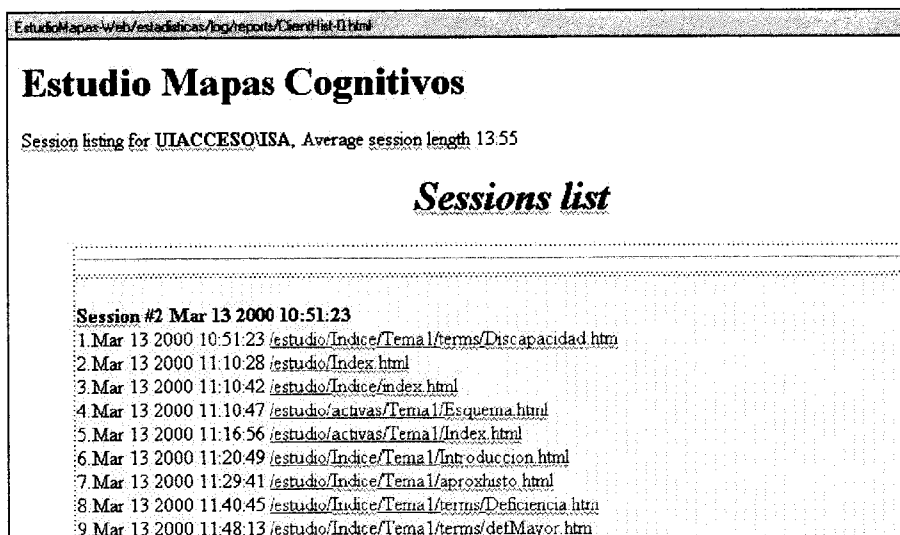 EstudioMapas-Web/estadisticas/log/reports/ClientHist-0.html
Estudio Mapas Cognitivos
Session listing for UIACCESO\ISA, Average session length 13.55
Sessions list
Session #2 Mar 13 2000 10:51:23
1.Mar 13 2000 10:51:23 /estudio/Indice/Tema1/terms/Discapacidad.htm
2.Mar 13 2000 11:10:28 /estudio/Index.html
3.Mar 13 2000 11:10:42 /estudio/Indice/index.html
4.Mar 13 2000 11:10:47 /estudio/activas/Tema1/Esquema.html
5.Mar 13 2000 11:16:56 /estudio/activas/Tema1/Index.html
6.Mar 13 2000 11:20:49 /estudio/Indice/Tema1/Introduccion.html
7.Mar 13 2000 11:29:41 /estudio/Indice/Tema1/aproxhisto.html
8.Mar 13 2000 11:40:45 /estudio/Indice/Tema1/terms/Deficiencia.htm
9.Mar 13 2000 11:48:13 /estudio/Indice/Tema1/terms/defMayor.htm